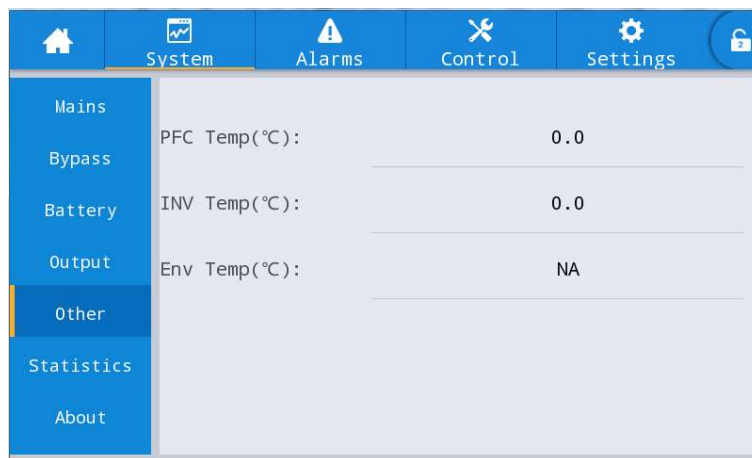 System Alarms Control Settings 2
Mains
Bypass
Battery
Output
Other
Statistics
About
PFC Temp(℃): 0.0
INV Temp(℃): 0.0
Env Temp(℃): NA